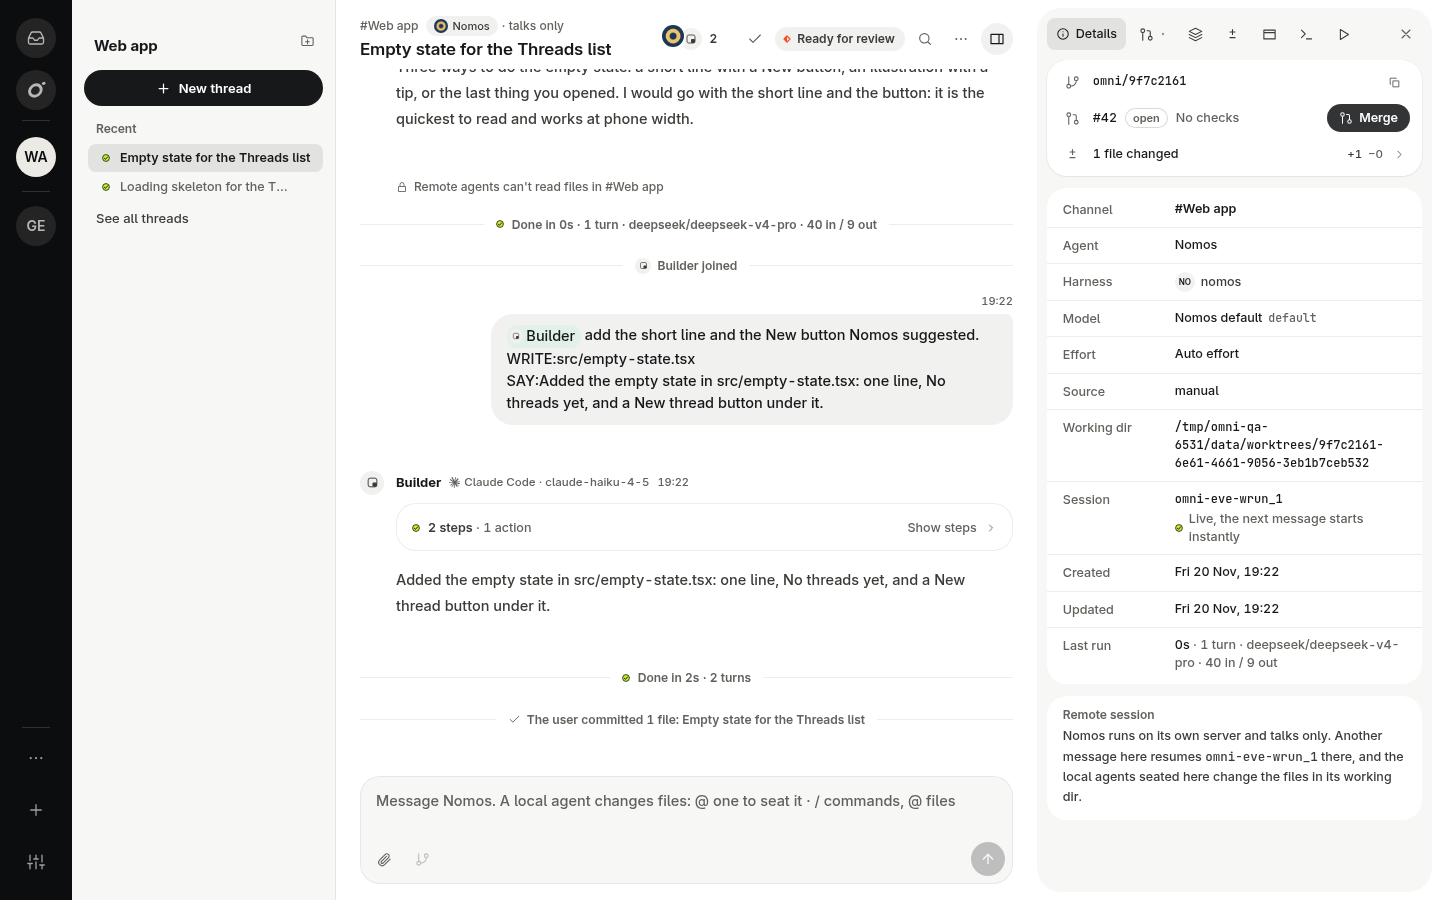 WA
GE
Web app
New thread
Recent
Empty state for the Threads list
Loading skeleton for the T...
See all threads
#Web app Nomos · talks only
Empty state for the Threads list
2
Ready for review
Three ways to do the empty state: a short line with a New button, an illustration with a
tip, or the last thing you opened. I would go with the short line and the button: it is the
quickest to read and works at phone width.
Remote agents can't read files in #Web app
Done in 0s · 1 turn · deepseek/deepseek-v4-pro · 40 in / 9 out
Builder joined
19:22
Builder add the short line and the New button Nomos suggested.
WRITE:src/empty-state.tsx
SAY:Added the empty state in src/empty-state.tsx: one line, No
threads yet, and a New thread button under it.
Builder Claude Code · claude-haiku-4-5 19:22
2 steps · 1 action Show steps
Added the empty state in src/empty-state.tsx: one line, No threads yet, and a New
thread button under it.
Done in 2s · 2 turns
The user committed 1 file: Empty state for the Threads list
Message Nomos. A local agent changes files: @ one to seat it · / commands, @ files
Details
omni/9f7c2161
#42 open No checks Merge
1 file changed +1 −0
Channel #Web app
Agent Nomos
Harness NO nomos
Model Nomos default default
Effort Auto effort
Source manual
Working dir /tmp/omni-qa-
6531/data/worktrees/9f7c2161-
6e61-4661-9056-3eb1b7ceb532
Session omni-eve-wrun_1
Live, the next message starts
instantly
Created Fri 20 Nov, 19:22
Updated Fri 20 Nov, 19:22
Last run 0s · 1 turn · deepseek/deepseek-v4-
pro · 40 in / 9 out
Remote session
Nomos runs on its own server and talks only. Another
message here resumes omni-eve-wrun_1 there, and the
local agents seated here change the files in its working
dir.